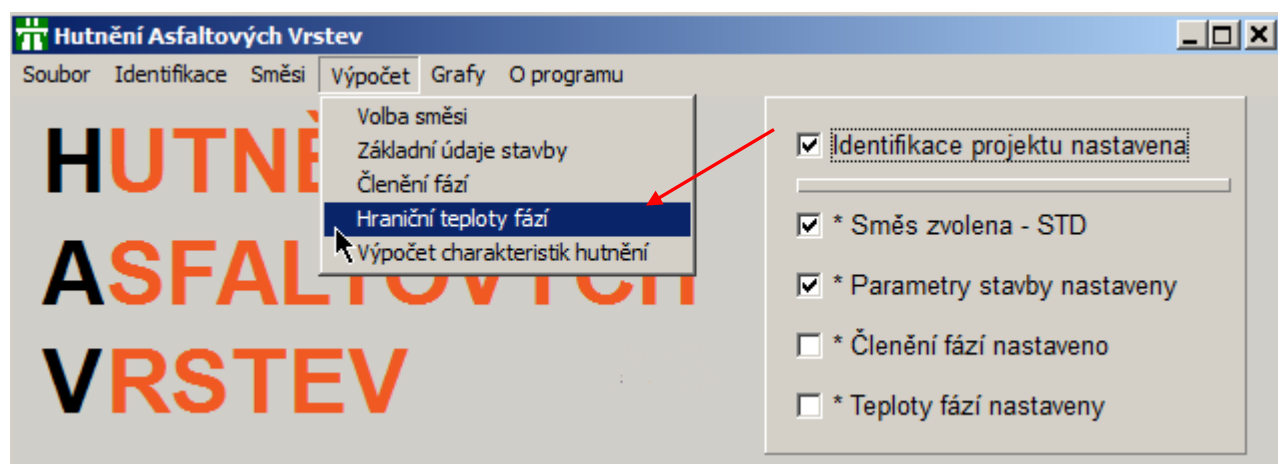 Hutnění Asfaltových Vrstev
Soubor Identifikace Směsi Výpočet Grafy O programu
Volba směsi
Základní údaje stavby
Členění fází
Hraniční teploty fází
Výpočet charakteristik hutnění
HUTNĚ
ASFALTOVÝCH
VRSTEV
Identifikace projektu nastavena
* Směs zvolena - STD
* Parametry stavby nastaveny
* Členění fází nastaveno
* Teploty fází nastaveny